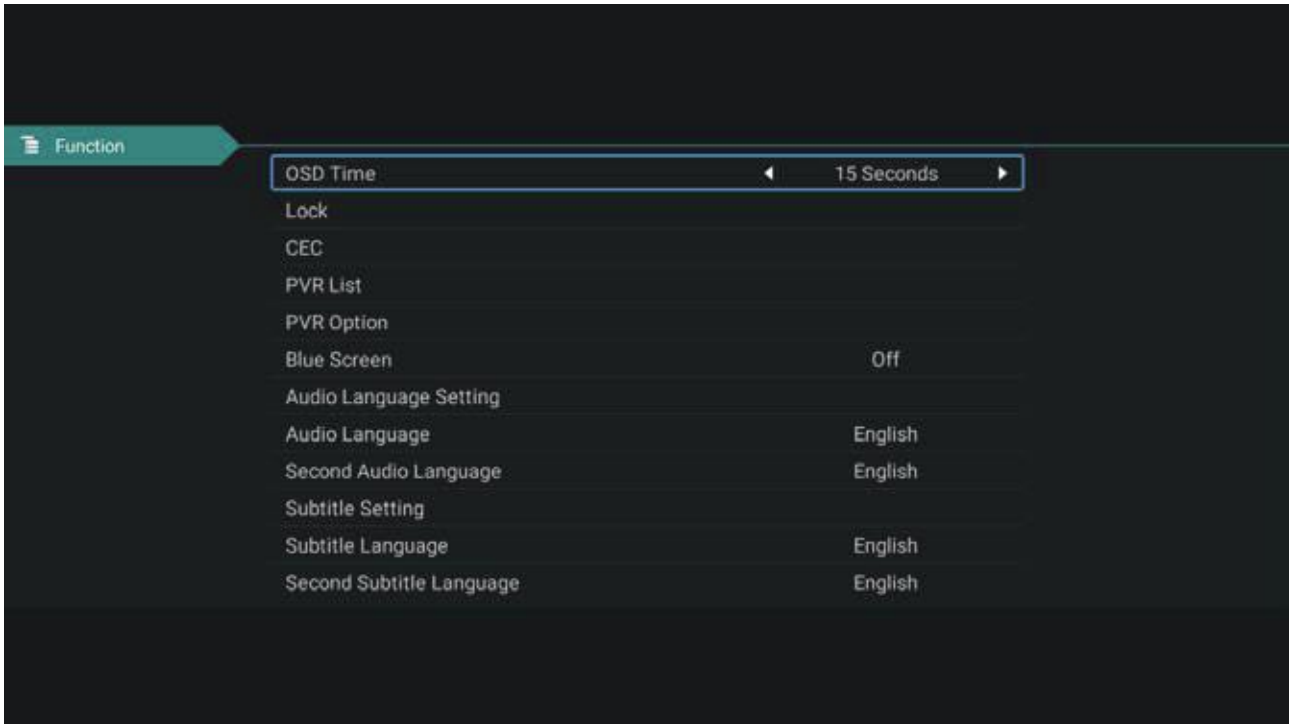 Function
OSD Time 15 Seconds
Lock
CEC
PVR List
PVR Option
Blue Screen Off
Audio Language Setting
Audio Language English
Second Audio Language English
Subtitle Setting
Subtitle Language English
Second Subtitle Language English